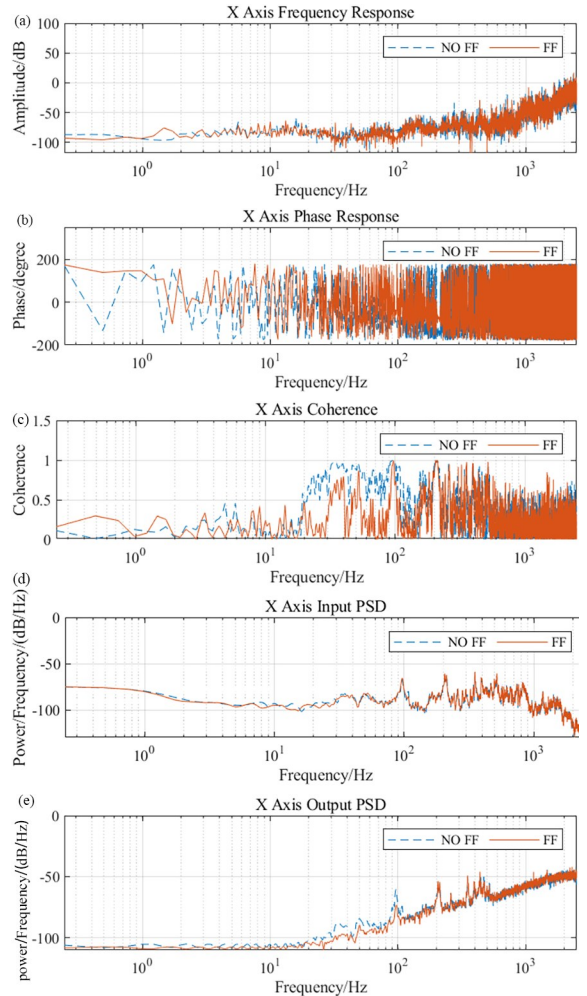 (a)
X Axis Frequency Response
100
50
0
-50
-100
Amplitude/dB
NO FF
FF
10^0
10^1
10^2
10^3
Frequency/Hz
(b)
X Axis Phase Response
200
0
-200
Phase/degree
NO FF
FF
10^0
10^1
10^2
10^3
Frequency/Hz
(c)
X Axis Coherence
1.5
1
0.5
0
Coherence
NO FF
FF
10^0
10^1
10^2
10^3
Frequency/Hz
(d)
X Axis Input PSD
0
-50
-100
Power/Frequency/(dB/Hz)
NO FF
FF
10^0
10^1
10^2
10^3
Frequency/Hz
(e)
X Axis Output PSD
0
-50
-100
power/Frequency/(dB/Hz)
NO FF
FF
10^0
10^1
10^2
10^3
Frequency/Hz